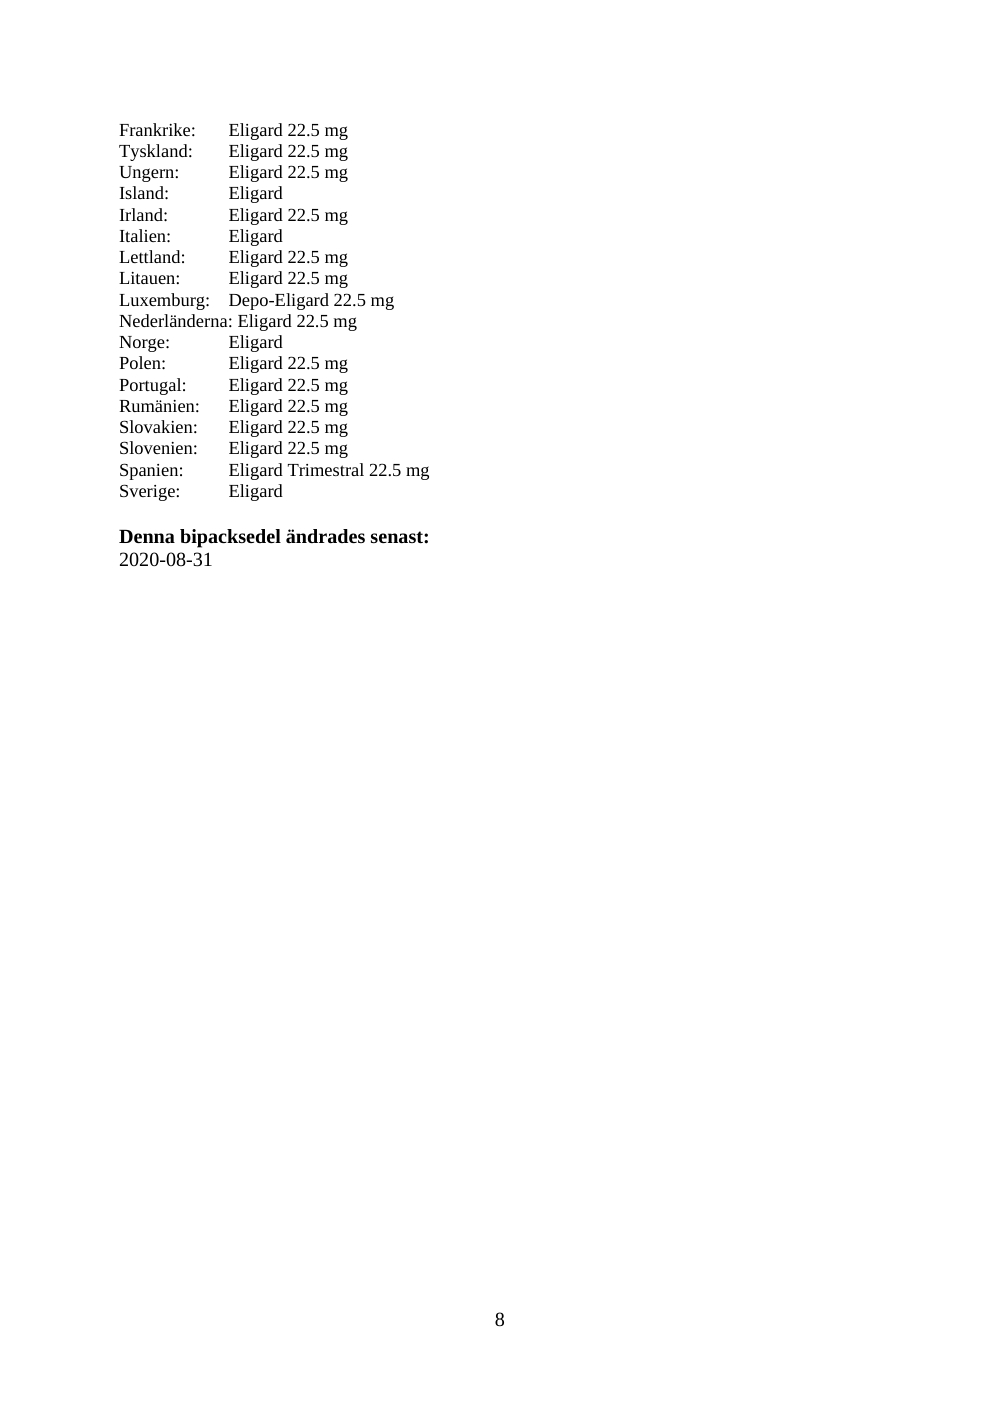 Frankrike: Eligard 22.5 mg
Tyskland: Eligard 22.5 mg
Ungern: Eligard 22.5 mg
Island: Eligard
Irland: Eligard 22.5 mg
Italien: Eligard
Lettland: Eligard 22.5 mg
Litauen: Eligard 22.5 mg
Luxemburg: Depo-Eligard 22.5 mg
Nederländerna: Eligard 22.5 mg
Norge: Eligard
Polen: Eligard 22.5 mg
Portugal: Eligard 22.5 mg
Rumänien: Eligard 22.5 mg
Slovakien: Eligard 22.5 mg
Slovenien: Eligard 22.5 mg
Spanien: Eligard Trimestral 22.5 mg
Sverige: Eligard
Denna bipacksedel ändrades senast:
2020-08-31
8